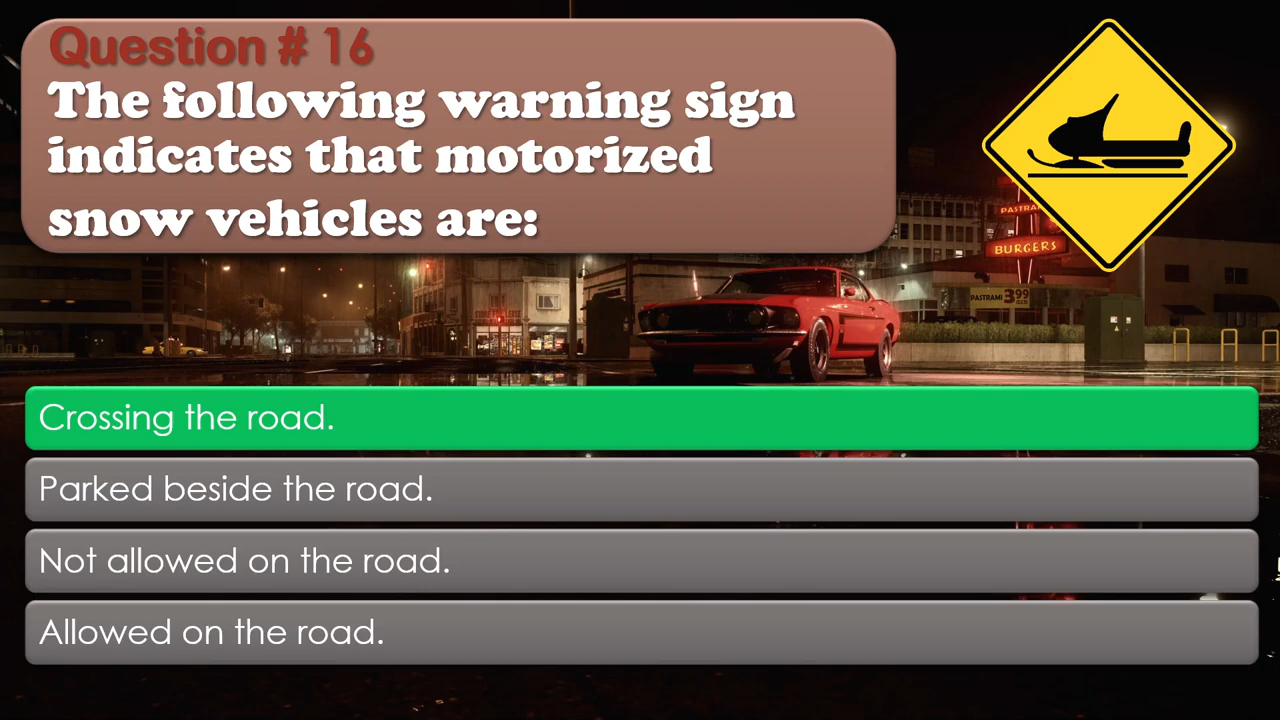 Question # 16
The following warning sign
indicates that motorized
snow vehicles are:
PASTRAMI
BURGERS
PASTRAMI 3.99
Crossing the road.
Parked beside the road.
Not allowed on the road.
Allowed on the road.